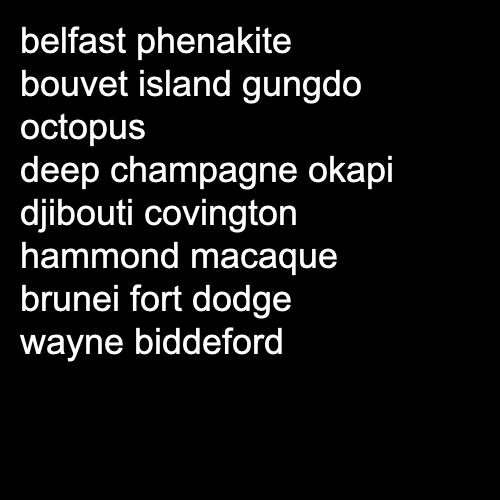 belfast phenakite
bouvet island gungdo
octopus
deep champagne okapi
djibouti covington
hammond macaque
brunei fort dodge
wayne biddeford